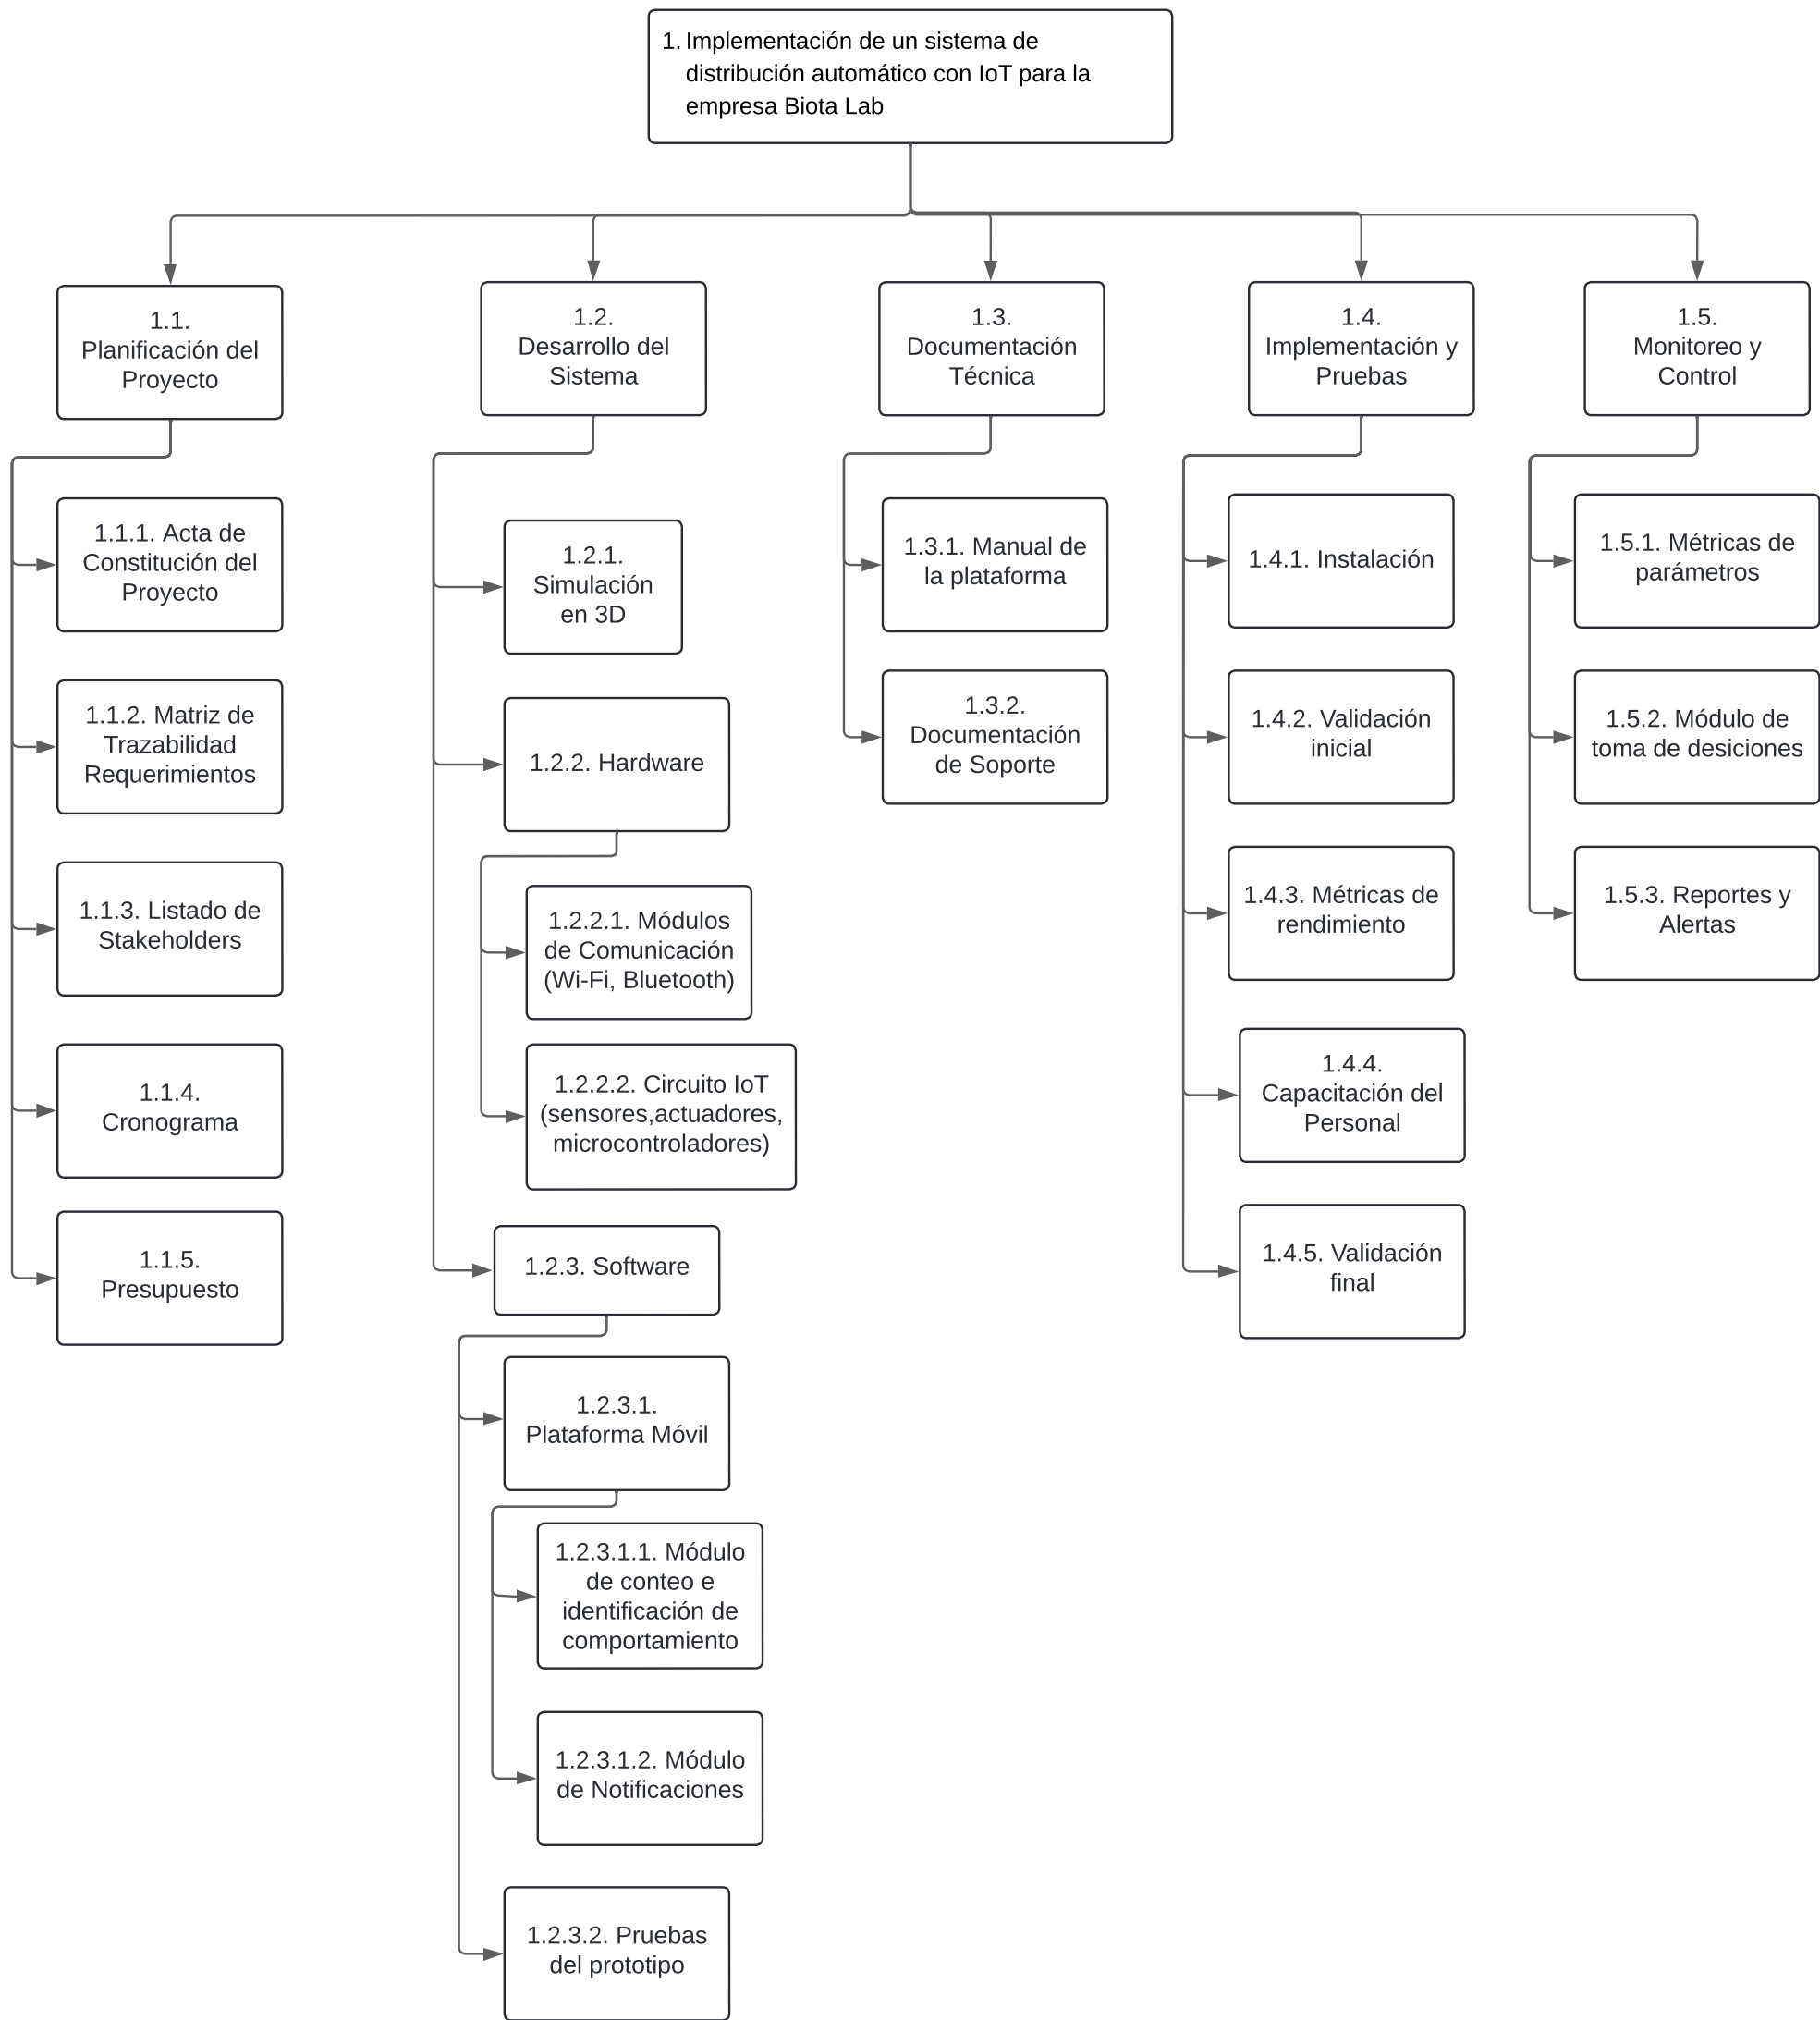 1. Implementación de un sistema de
distribución automático con IoT para la
empresa Biota Lab
1.1.
Planificación del
Proyecto
1.1.1. Acta de
Constitución del
Proyecto
1.1.2. Matriz de
Trazabilidad
Requerimientos
1.1.3. Listado de
Stakeholders
1.1.4.
Cronograma
1.1.5.
Presupuesto
1.2.
Desarrollo del
Sistema
1.2.1.
Simulación
en 3D
1.2.2. Hardware
1.2.2.1. Módulos
de Comunicación
(Wi-Fi, Bluetooth)
1.2.2.2. Circuito IoT
(sensores,actuadores,
microcontroladores)
1.2.3. Software
1.2.3.1.
Plataforma Móvil
1.2.3.1.1. Módulo
de conteo e
identificación de
comportamiento
1.2.3.1.2. Módulo
de Notificaciones
1.2.3.2. Pruebas
del prototipo
1.3.
Documentación
Técnica
1.3.1. Manual de
la plataforma
1.3.2.
Documentación
de Soporte
1.4.
Implementación y
Pruebas
1.4.1. Instalación
1.4.2. Validación
inicial
1.4.3. Métricas de
rendimiento
1.4.4.
Capacitación del
Personal
1.4.5. Validación
final
1.5.
Monitoreo y
Control
1.5.1. Métricas de
parámetros
1.5.2. Módulo de
toma de desiciones
1.5.3. Reportes y
Alertas